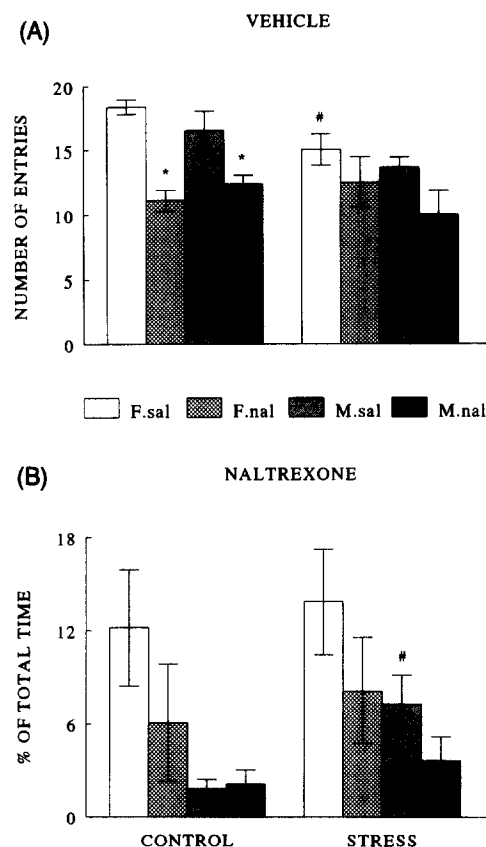 (A)
VEHICLE
NUMBER OF ENTRIES
20
15
10
5
0
*
*
#
F.sal F.nal M.sal M.nal
(B)
NALTREXONE
% OF TOTAL TIME
18
12
6
0
#
CONTROL STRESS